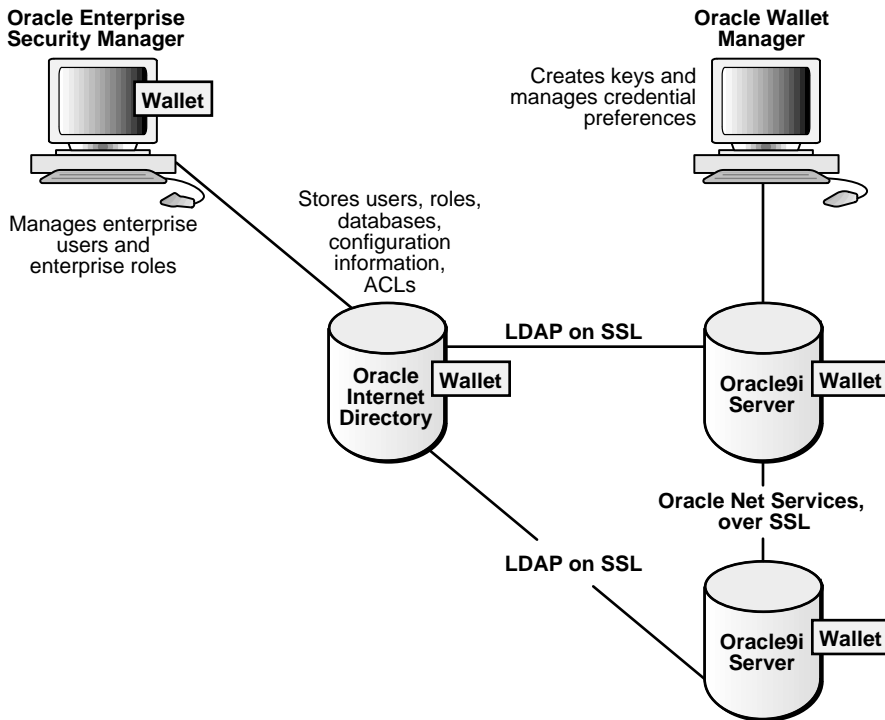 Oracle Enterprise
Security Manager
Wallet
Manages enterprise
users and
enterprise roles
Oracle Wallet
Manager
Creates keys and
manages credential
preferences
Stores users, roles,
databases,
configuration
information,
ACLs
Oracle
Internet
Directory
Wallet
LDAP on SSL
Oracle9i
Server
Wallet
Oracle Net Services,
over SSL
LDAP on SSL
Oracle9i
Server
Wallet